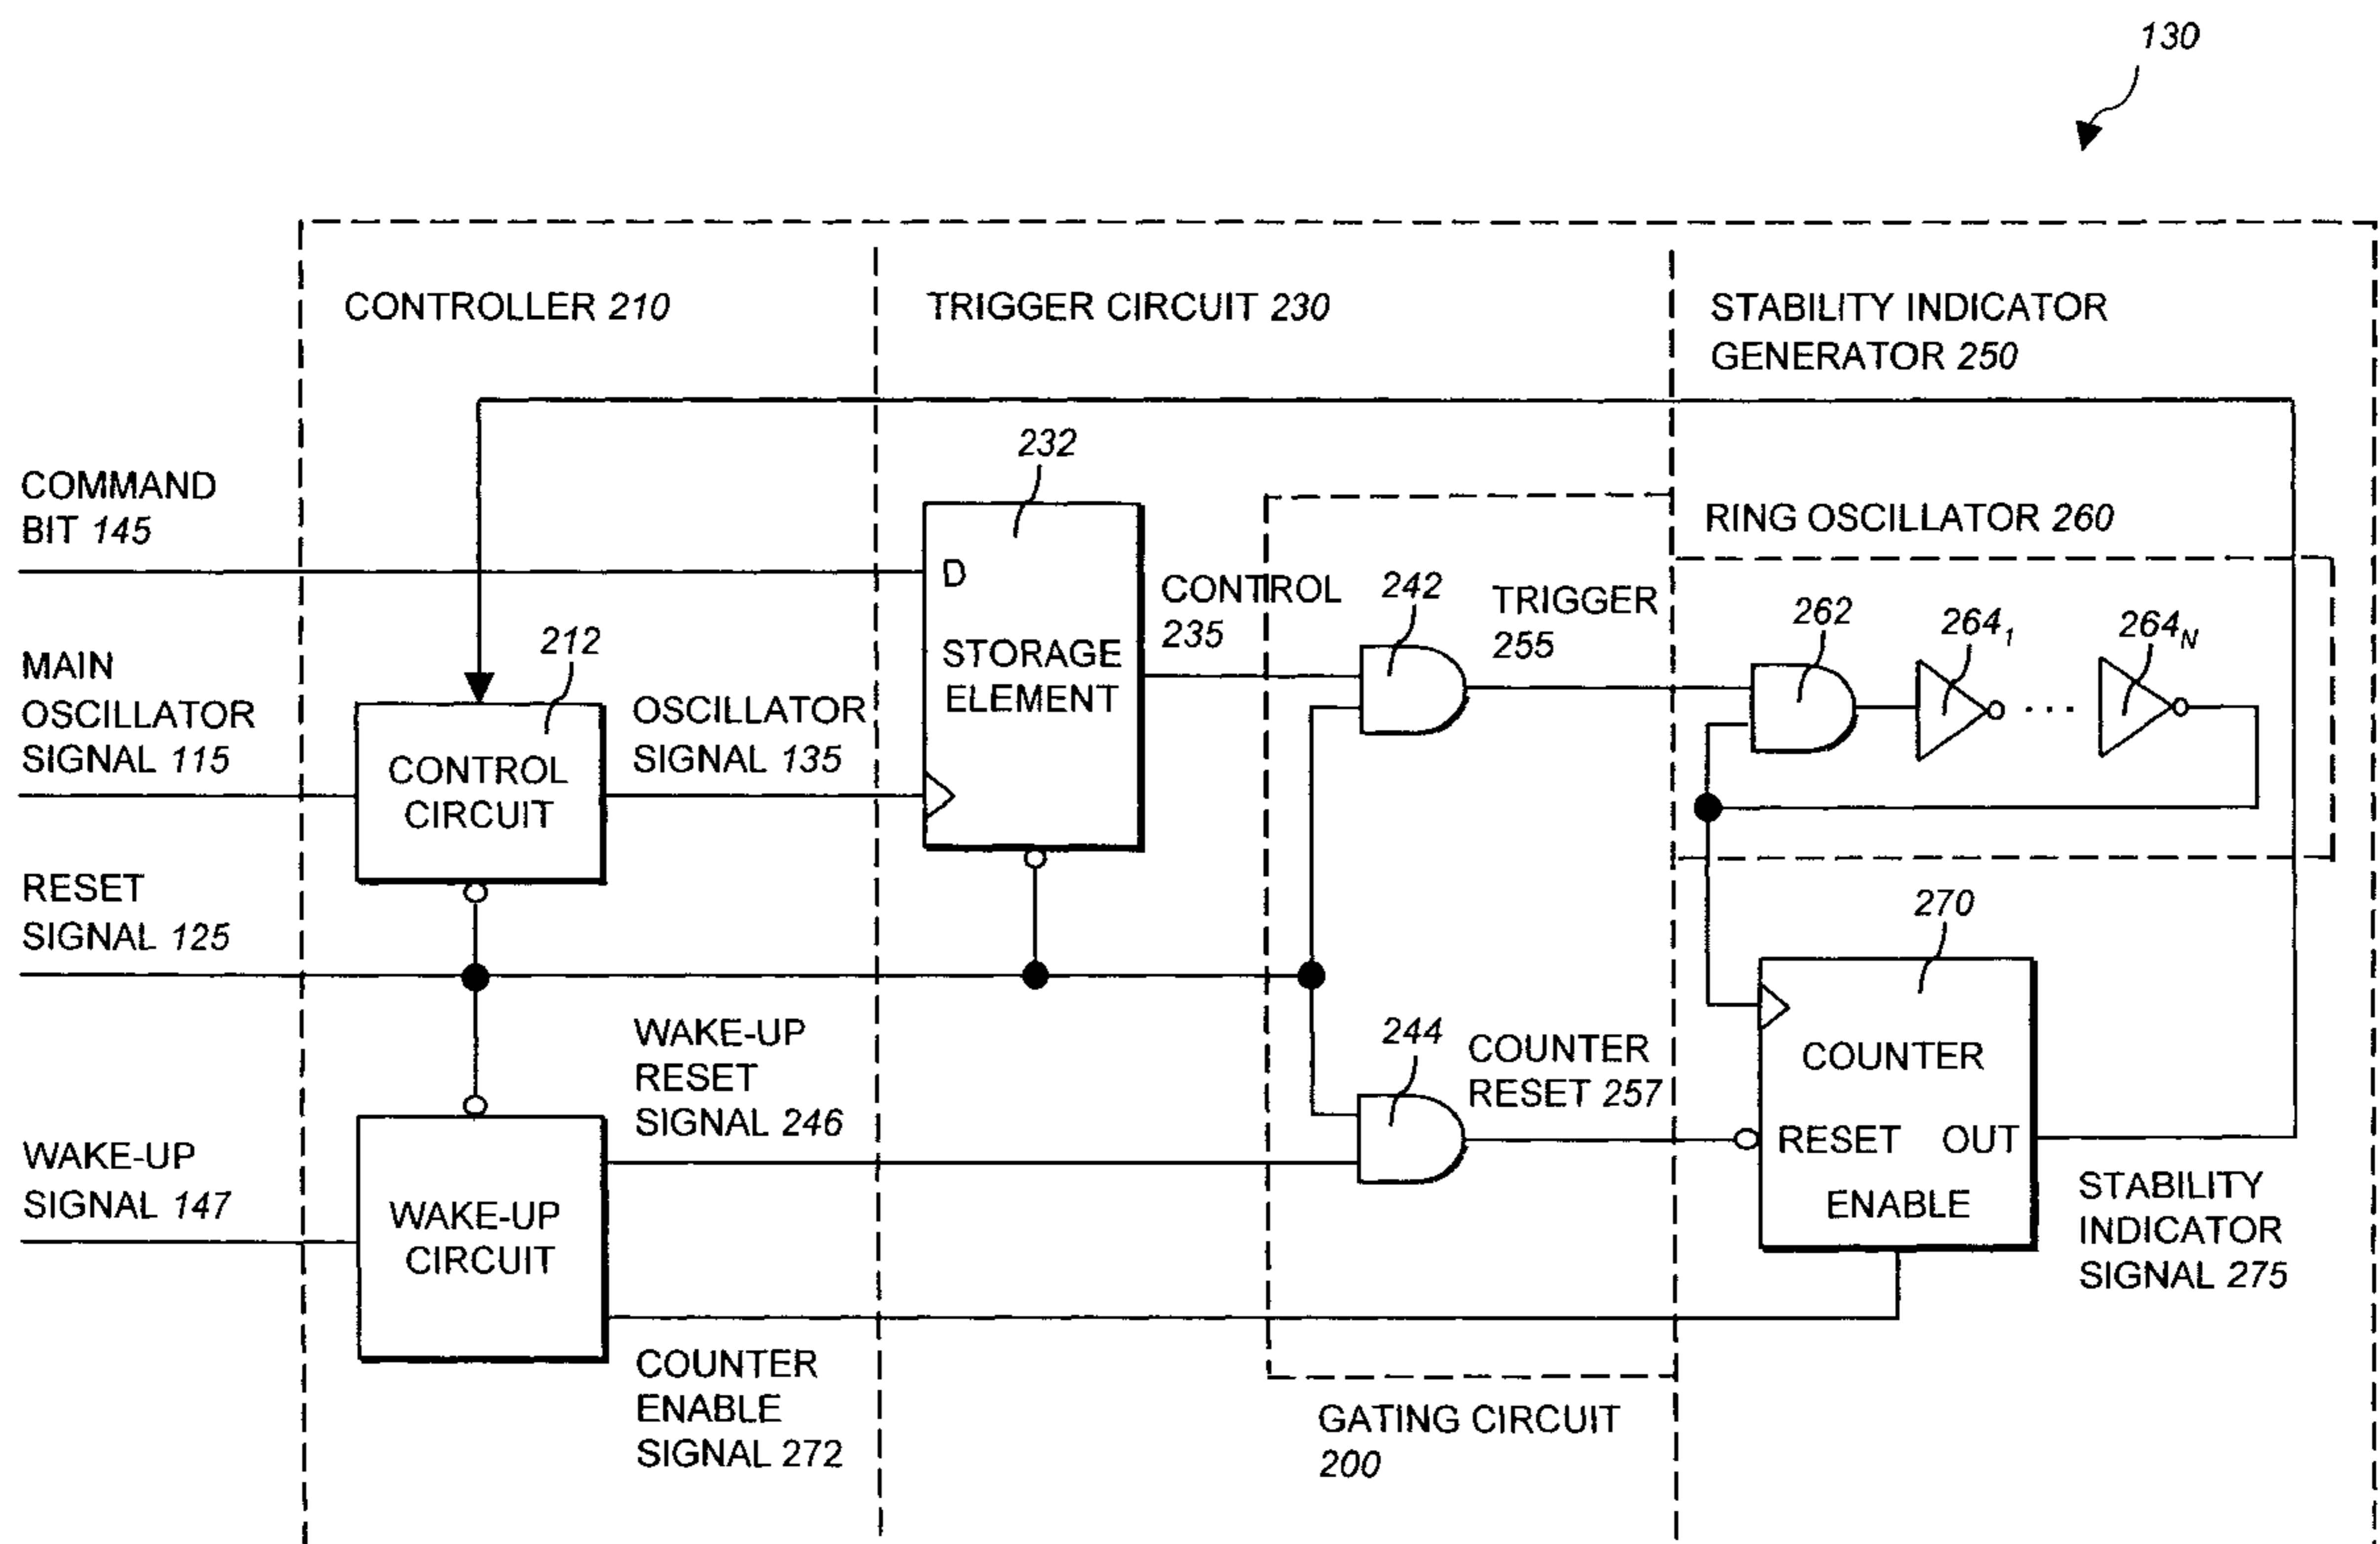 130
CONTROLLER 210
TRIGGER CIRCUIT 230
STABILITY INDICATOR
GENERATOR 250
COMMAND
BIT 145
232
D
STORAGE
ELEMENT
CONTROL
235
242
TRIGGER
255
RING OSCILLATOR 260
262
264₁
. . .
264N
MAIN
OSCILLATOR
SIGNAL 115
212
CONTROL
CIRCUIT
OSCILLATOR
SIGNAL 135
RESET
SIGNAL 125
WAKE-UP
RESET
SIGNAL 246
244
COUNTER
RESET 257
270
COUNTER
RESET OUT
ENABLE
WAKE-UP
SIGNAL 147
WAKE-UP
CIRCUIT
STABILITY
INDICATOR
SIGNAL 275
COUNTER
ENABLE
SIGNAL 272
GATING CIRCUIT
200